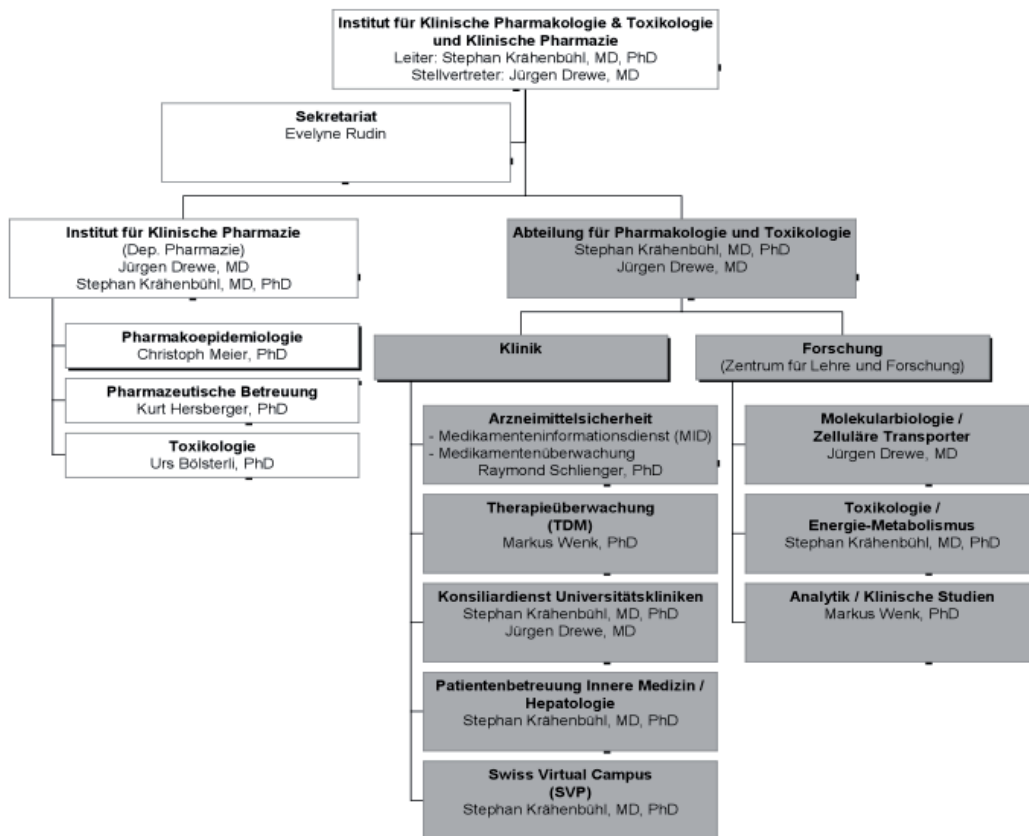 Institut für Klinische Pharmakologie & Toxikologie
und Klinische Pharmazie
Leiter: Stephan Krähenbühl, MD, PhD
Stellvertreter: Jürgen Drewe, MD
Sekretariat
Evelyne Rudin
Institut für Klinische Pharmazie
(Dep. Pharmazie)
Jürgen Drewe, MD
Stephan Krähenbühl, MD, PhD
Pharmakoepidemiologie
Christoph Meier, PhD
Pharmazeutische Betreuung
Kurt Hersberger, PhD
Toxikologie
Urs Bölsterli, PhD
Abteilung für Pharmakologie und Toxikologie
Stephan Krähenbühl, MD, PhD
Jürgen Drewe, MD
Klinik
Arzneimittelsicherheit
- Medikamenteninformationsdienst (MID)
- Medikamentenüberwachung
Raymond Schlienger, PhD
Therapieüberwachung
(TDM)
Markus Wenk, PhD
Konsiliardienst Universitätskliniken
Stephan Krähenbühl, MD, PhD
Jürgen Drewe, MD
Patientenbetreuung Innere Medizin /
Hepatologie
Stephan Krähenbühl, MD, PhD
Swiss Virtual Campus
(SVP)
Stephan Krähenbühl, MD, PhD
Forschung
(Zentrum für Lehre und Forschung)
Molekularbiologie /
Zelluläre Transporter
Jürgen Drewe, MD
Toxikologie /
Energie-Metabolismus
Stephan Krähenbühl, MD, PhD
Analytik / Klinische Studien
Markus Wenk, PhD